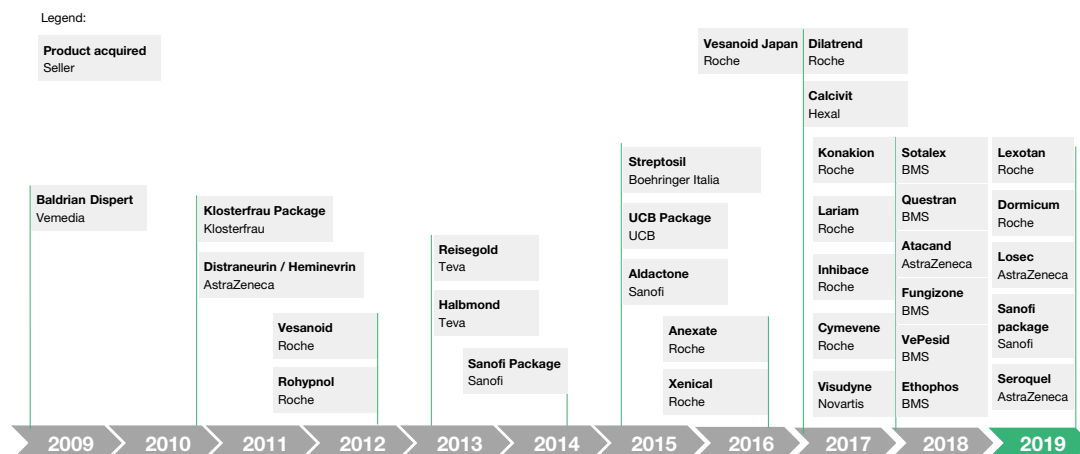 Legend:
Product acquired
Seller
Baldrian Dispert
Vemedia
Klosterfrau Package
Klosterfrau
Distraneurin / Heminevrin
AstraZeneca
Vesanoid
Roche
Rohypnol
Roche
Reisegold
Teva
Halbmond
Teva
Sanofi Package
Sanofi
Streptosil
Boehringer Italia
UCB Package
UCB
Aldactone
Sanofi
Anexate
Roche
Xenical
Roche
Vesanoid Japan
Roche
Dilatrend
Roche
Calcivit
Hexal
Konakion
Roche
Lariam
Roche
Inhibace
Roche
Cymevene
Roche
Visudyne
Novartis
Sotalex
BMS
Questran
BMS
Atacand
AstraZeneca
Fungizone
BMS
VePesid
BMS
Ethophos
BMS
Lexotan
Roche
Dormicum
Roche
Losec
AstraZeneca
Sanofi
package
Sanofi
Seroquel
AstraZeneca
2009 2010 2011 2012 2013 2014 2015 2016 2017 2018 2019